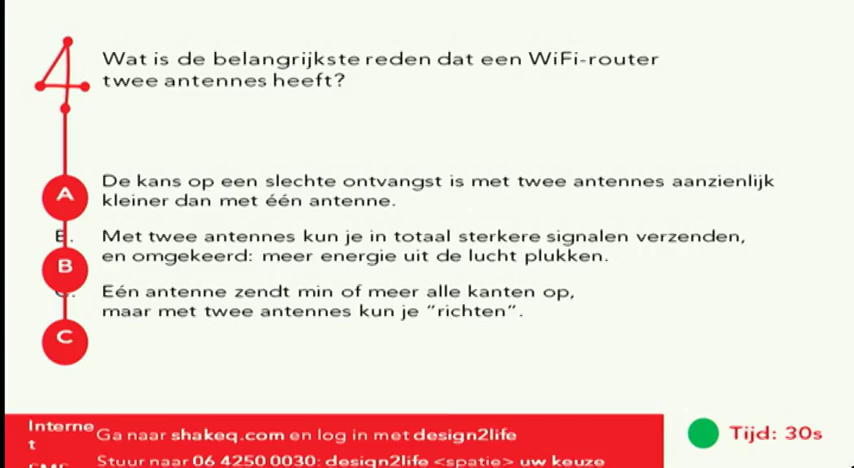 4
Wat is de belangrijkste reden dat een WiFi-router
twee antennes heeft?
A
De kans op een slechte ontvangst is met twee antennes aanzienlijk
kleiner dan met één antenne.
B.
Met twee antennes kun je in totaal sterkere signalen verzenden,
en omgekeerd: meer energie uit de lucht plukken.
B
C.
Eén antenne zendt min of meer alle kanten op,
maar met twee antennes kun je “richten”.
C
Interne
t
Ga naar shakeq.com en log in met design2life
SMS
Stuur naar 06 4250 0030: design2life <spatie> uw keuze
Tijd: 30s